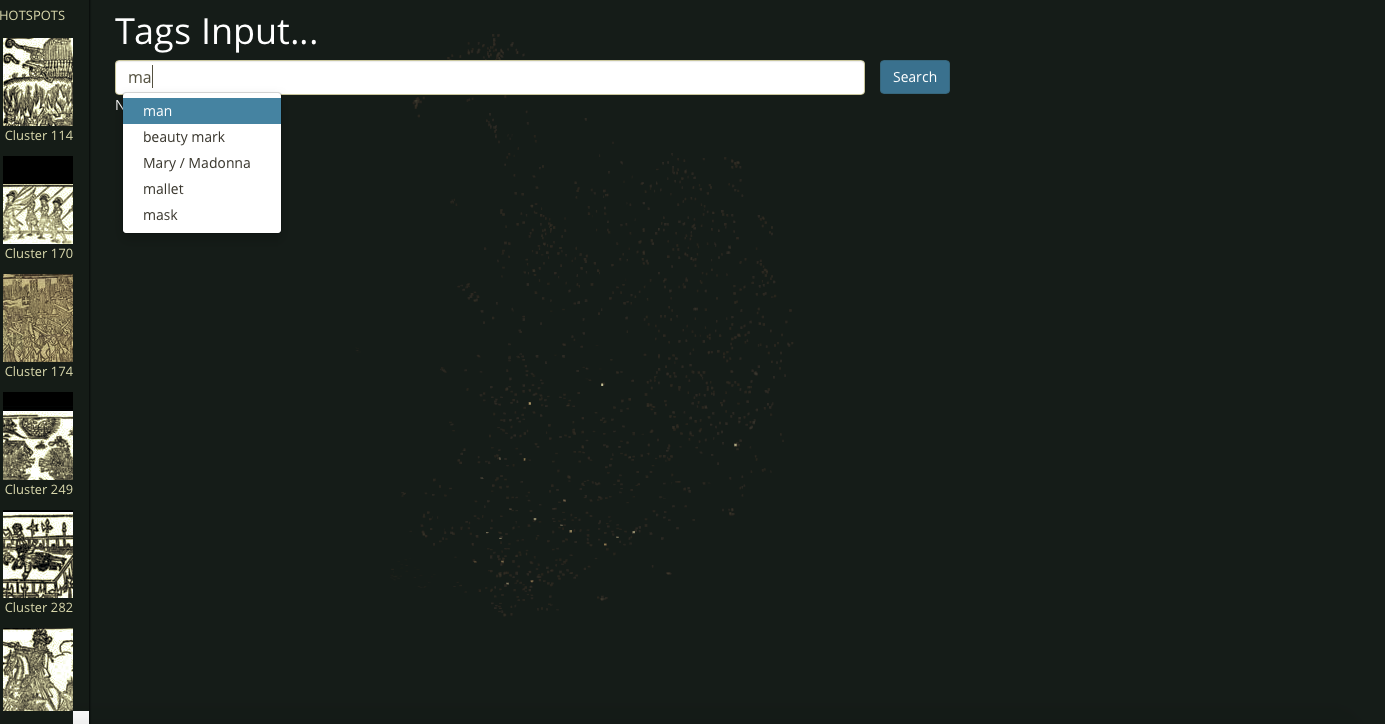 HOTSPOTS
Cluster 114
Cluster 170
Cluster 174
Cluster 249
Cluster 282
Tags Input...
ma
Search
N
man
beauty mark
Mary / Madonna
mallet
mask